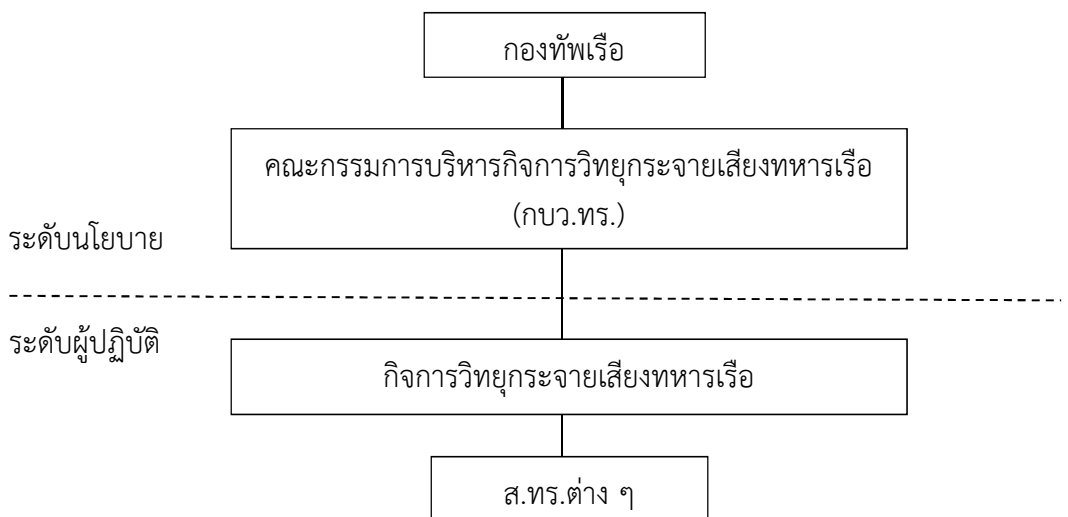 กองทัพเรือ
คณะกรรมการบริหารกิจการวิทยุกระจายเสียงทหารเรือ
(กบว.ทร.)
ระดับนโยบาย
ระดับผู้ปฏิบัติ
กิจการวิทยุกระจายเสียงทหารเรือ
ส.ทร.ต่าง ๆ